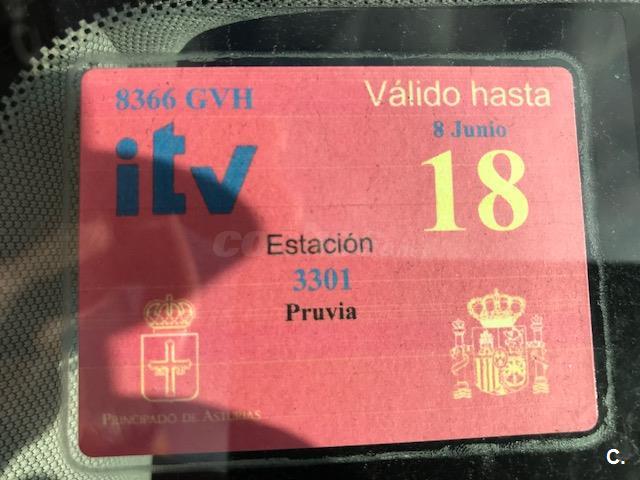 8366 GVH
Válido hasta
8 Junio
itv
18
Estación
3301
Pruvia
PRINCIPADO DE ASTURIAS
C.